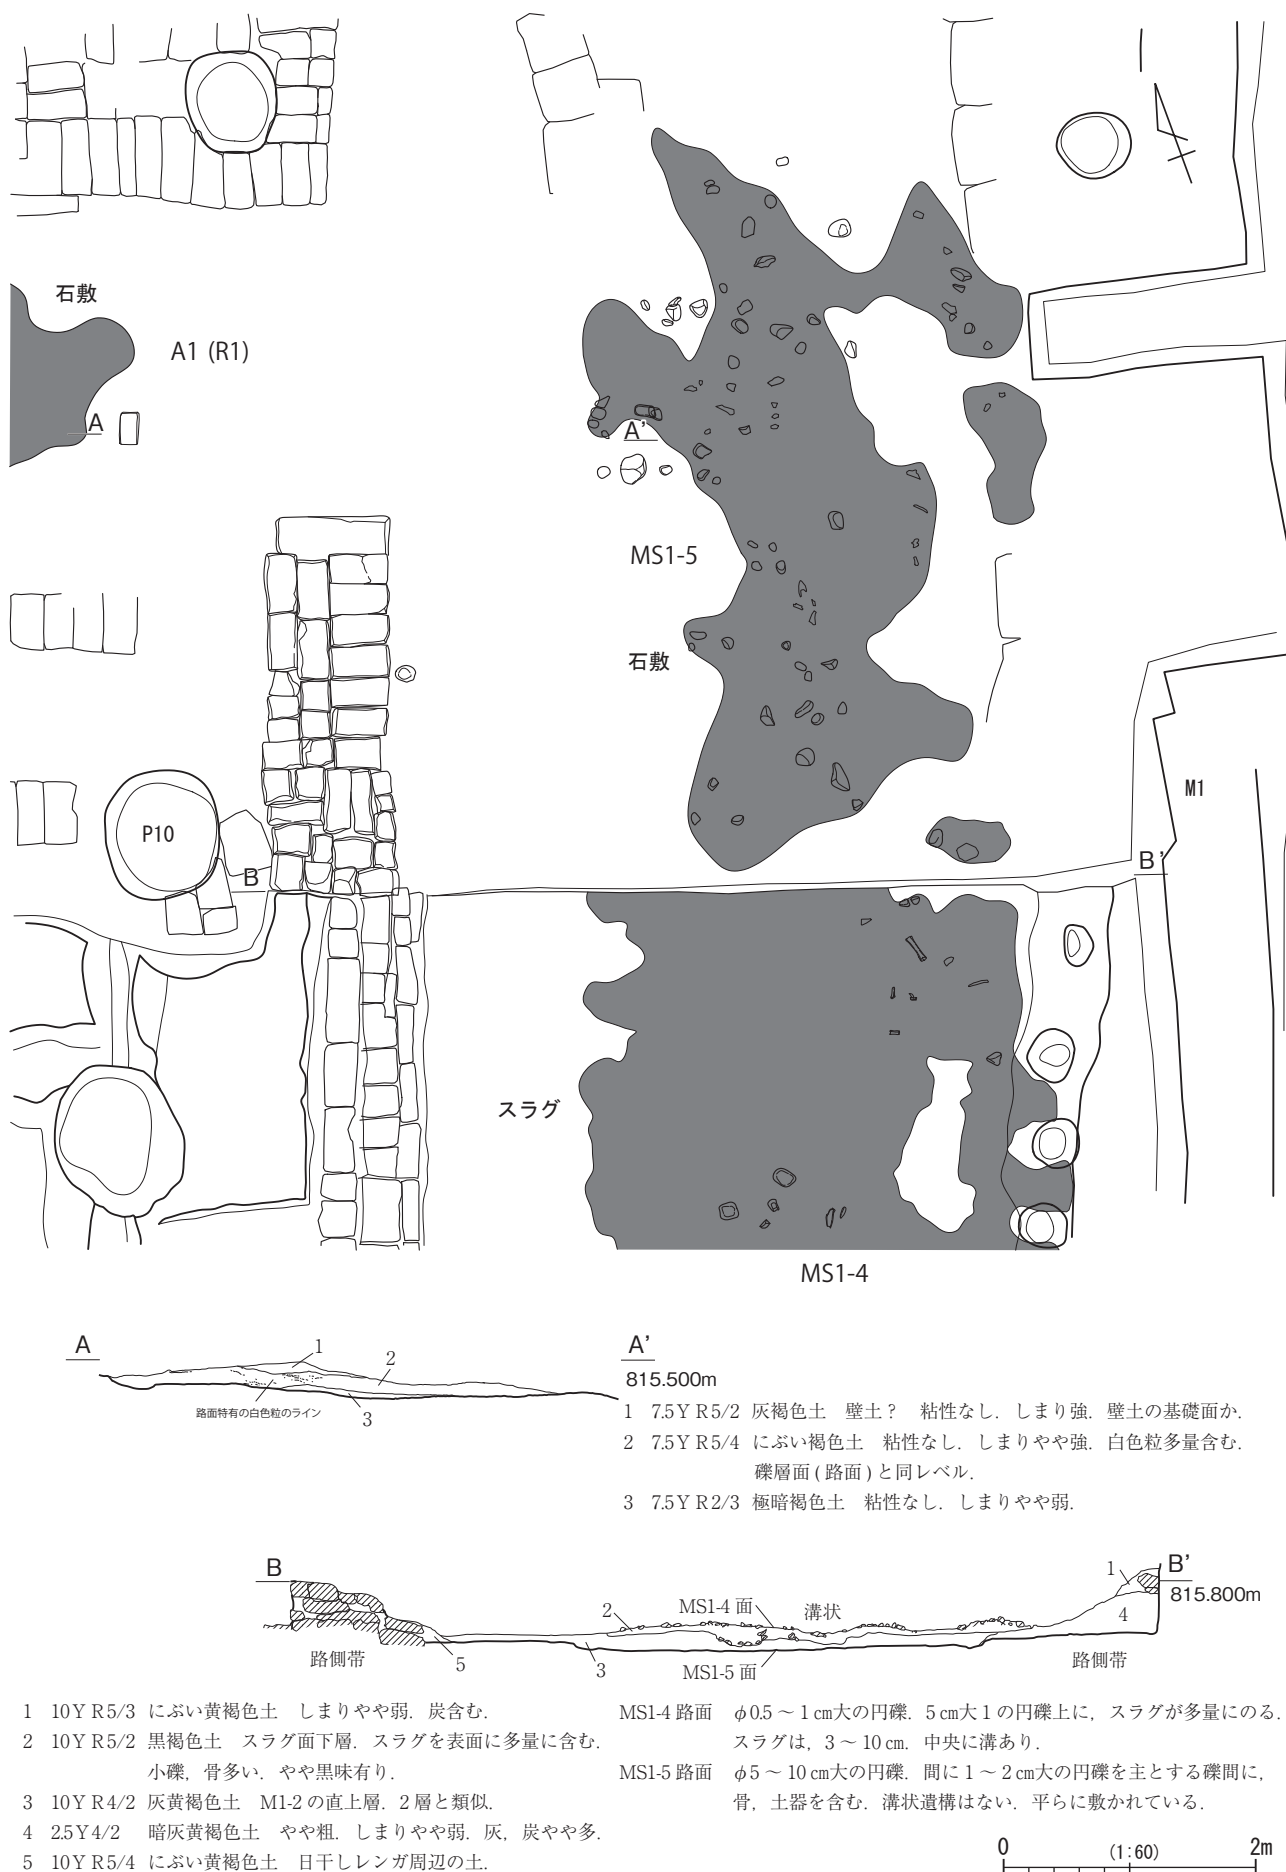 石敷
A1 (R1)
A
A'
MS1-5
石敷
M1
P10
B
B'
スラグ
MS1-4
A
1
2
路面特有の白色粒のライン
3
A'
815.500m
1 7.5Y R5/2 灰褐色土 壁土？ 粘性なし．しまり強．壁土の基礎面か．
2 7.5Y R5/4 にぶい褐色土 粘性なし．しまりやや強．白色粒多量含む．
礫層面(路面)と同レベル．
3 7.5Y R2/3 極暗褐色土 粘性なし．しまりやや弱．
B
B'
815.800m
1
2
MS1-4 面
溝状
4
路側帯
5
3
MS1-5 面
路側帯
1 10Y R5/3 にぶい黄褐色土 しまりやや弱．炭含む．
2 10Y R5/2 黒褐色土 スラグ面下層．スラグを表面に多量に含む．
小礫，骨多い．やや黒味有り．
3 10Y R4/2 灰黄褐色土 M1-2の直上層．2層と類似．
4 2.5Y4/2 暗灰黄褐色土 やや粗．しまりやや弱．灰，炭やや多．
5 10Y R5/4 にぶい黄褐色土 日干しレンガ周辺の土．
MS1-4 路面 φ0.5～1㎝大の円礫．5㎝大1の円礫上に，スラグが多量にのる．
スラグは，3～10㎝．中央に溝あり．
MS1-5 路面 φ5～10㎝大の円礫．間に1～2㎝大の円礫を主とする礫間に，
骨，土器を含む．溝状遺構はない．平らに敷かれている．
0 (1:60) 2m